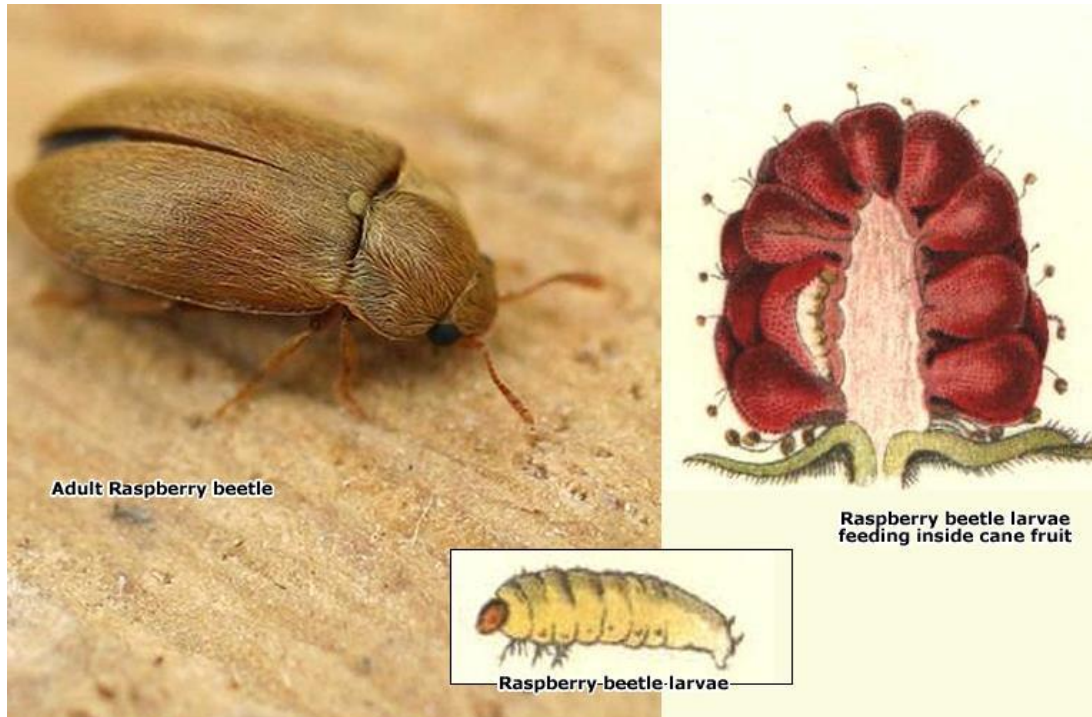 Adult Raspberry beetle
Raspberry beetle larvae
feeding inside cane fruit
Raspberry beetle larvae